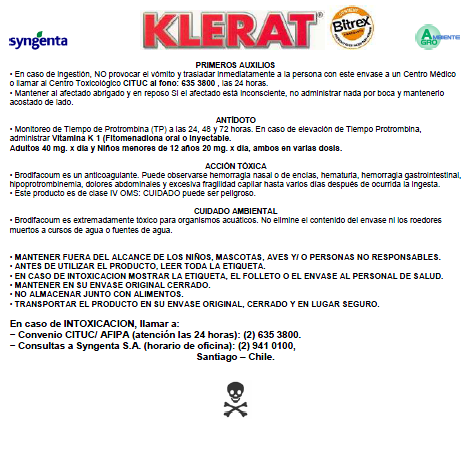 syngenta
KLERAT®
CONTIENE
Bitrex
AGRO AMBIENTE
PRIMEROS AUXILIOS
• En caso de ingestión, NO provocar el vómito y trasladar inmediatamente a la persona con este envase a un Centro Médico
o llamar al Centro Toxicológico CITUC al fono: 635 3800 , las 24 horas.
• Mantener al afectado abrigado y en reposo Si el afectado está inconsciente, no administrar nada por boca y mantenerlo
acostado de lado.
ANTÍDOTO
• Monitoreo de Tiempo de Protrombina (TP) a las 24, 48 y 72 horas. En caso de elevación de Tiempo Protrombina,
administrar Vitamina K 1 (Fitomenadiona oral o inyectable.
Adultos 40 mg. x día y Niños menores de 12 años 20 mg. x día, ambos en varias dosis.
ACCIÓN TÓXICA
• Brodifacoum es un anticoagulante. Puede observarse hemorragia nasal o de encías, hematuria, hemorragia gastrointestinal,
hipoprotrombinemia, dolores abdominales y excesiva fragilidad capilar hasta varios días después de ocurrida la ingesta.
• Este producto es de clase IV OMS: CUIDADO puede ser peligroso.
CUIDADO AMBIENTAL
• Brodifacoum es extremadamente tóxico para organismos acuáticos. No elimine el contenido del envase ni los roedores
muertos a cursos de agua o fuentes de agua.
• MANTENER FUERA DEL ALCANCE DE LOS NIÑOS, MASCOTAS, AVES Y/ O PERSONAS NO RESPONSABLES.
• ANTES DE UTILIZAR EL PRODUCTO, LEER TODA LA ETIQUETA.
• EN CASO DE INTOXICACION MOSTRAR LA ETIQUETA, EL FOLLETO O EL ENVASE AL PERSONAL DE SALUD.
• MANTENER EN SU ENVASE ORIGINAL CERRADO.
• NO ALMACENAR JUNTO CON ALIMENTOS.
• TRANSPORTAR EL PRODUCTO EN SU ENVASE ORIGINAL, CERRADO Y EN LUGAR SEGURO.
En caso de INTOXICACION, llamar a:
− Convenio CITUC/ AFIPA (atención las 24 horas): (2) 635 3800.
− Consultas a Syngenta S.A. (horario de oficina): (2) 941 0100,
Santiago – Chile.